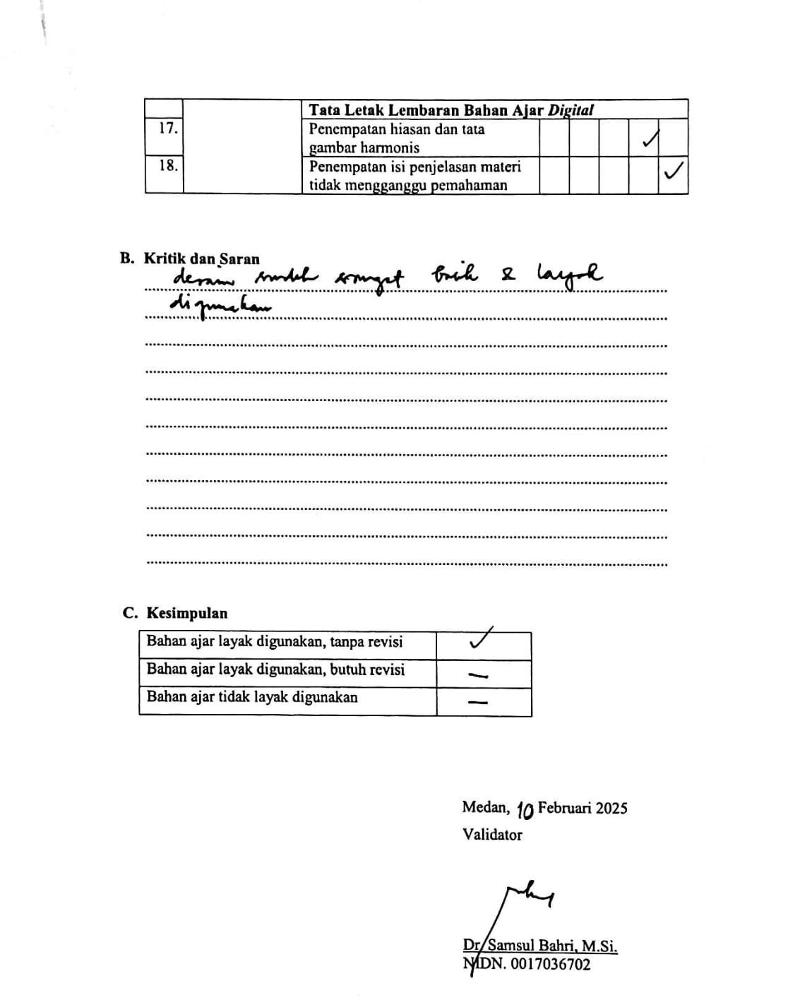 Tata Letak Lembaran Bahan Ajar Digital
17. Penempatan hiasan dan tata
gambar harmonis ✓
18. Penempatan isi penjelasan materi
tidak mengganggu pemahaman ✓
B. Kritik dan Saran
desain sudah sangat baik & layak
digunakan
C. Kesimpulan
Bahan ajar layak digunakan, tanpa revisi ✓
Bahan ajar layak digunakan, butuh revisi –
Bahan ajar tidak layak digunakan –
Medan, 10 Februari 2025
Validator
Dr Samsul Bahri, M.Si.
NIDN. 0017036702